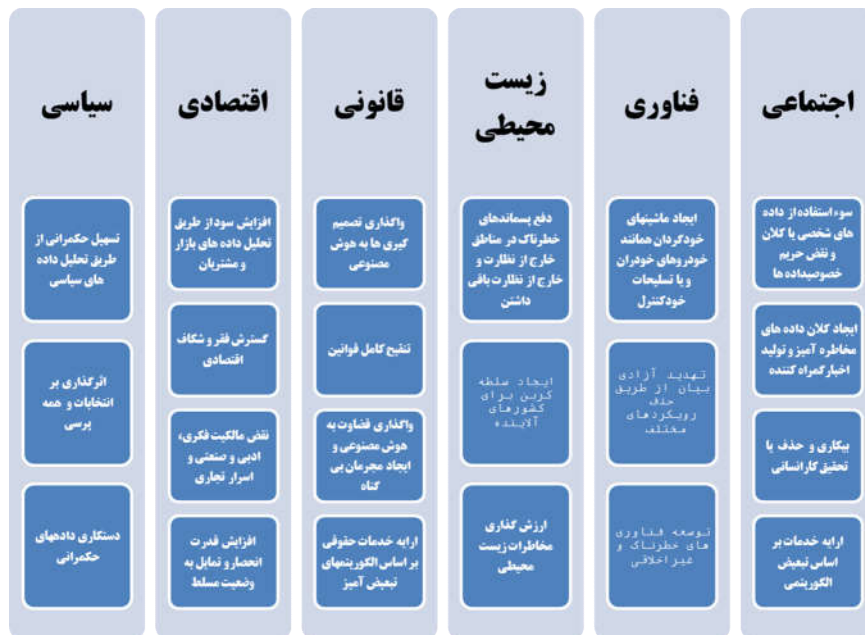 اجتماعی
سوء استفاده از داده
های شخصی یا کلان
و نقض حریم
خصوصیداده ها
ایجاد کلان داده های
مخاطره آمیز و تولید
اخبار گمراه کننده
بیکاری و حذف یا
تحقیق کار انسانی
ارایه خدمات بر
اساس تبعیض
الکوریتمی
فناوری
ایجاد ماشینهای
خودگردان همانند
خودروهای خودران
و یا تسلیحات
خودکنترل
تهدید آزادی
بیان از طریق
حذف
رویکردهای
مختلف
توسعه فناوری
های خطرناک و
غیراخلاقی
زیست
محیطی
دفع پسماندهای
خطرناک در مناطق
خارج از نظارت و
خارج از نظارت باقی
داشتن
ایجاد سلطه
کربن برای
کشورهای
آلاینده
ارزش گذاری
مخاطرات زیست
محیطی
قانونی
واگذاری تصمیم
گیری ها به هوش
مصنوعی
تنقیح کامل قوانین
واگذاری قضاوت به
هوش مصنوعی و
ایجاد مجرمان بی
گناه
ارایه خدمات حقوقی
بر اساس الکوریتمهای
تبعیض آمیز
اقتصادی
افزایش سود از طریق
تحلیل داده های بازار
و مشتریان
گسترش فقر و شکاف
اقتصادی
نقض مالکیت فکری،
ادبی و صنعتی و
اسرار تجاری
افزایش قدرت
انحصار و تمایل به
وضعیت مسلط
سیاسی
تسهیل حکمرانی از
طریق تحلیل داده
های سیاسی
اثرگذاری بر
انتخابات و همه
پرسی
دستکاری دادههای
حکمرانی